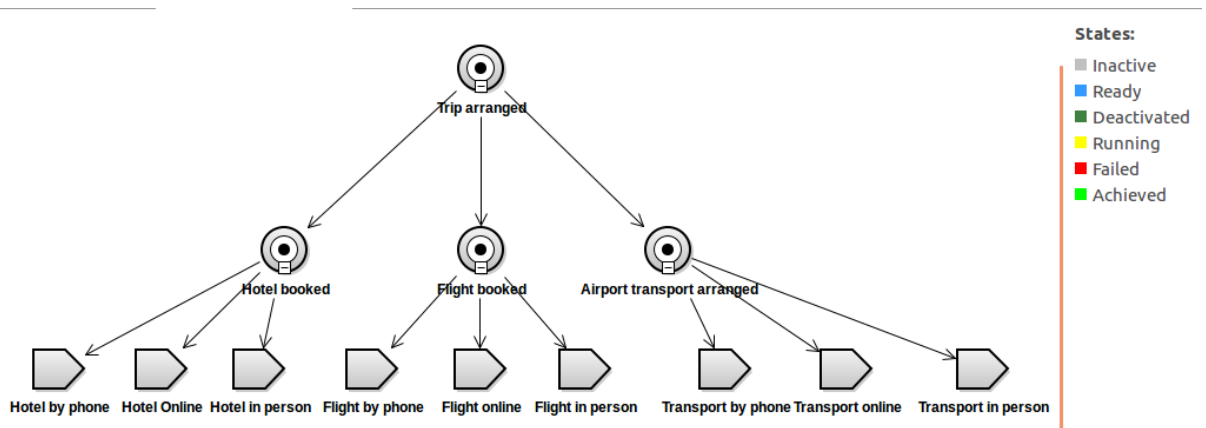 States:
Inactive
Ready
Deactivated
Running
Failed
Achieved
Trip arranged
Hotel booked
Flight booked
Airport transport arranged
Hotel by phone
Hotel Online
Hotel in person
Flight by phone
Flight online
Flight in person
Transport by phone
Transport online
Transport in person